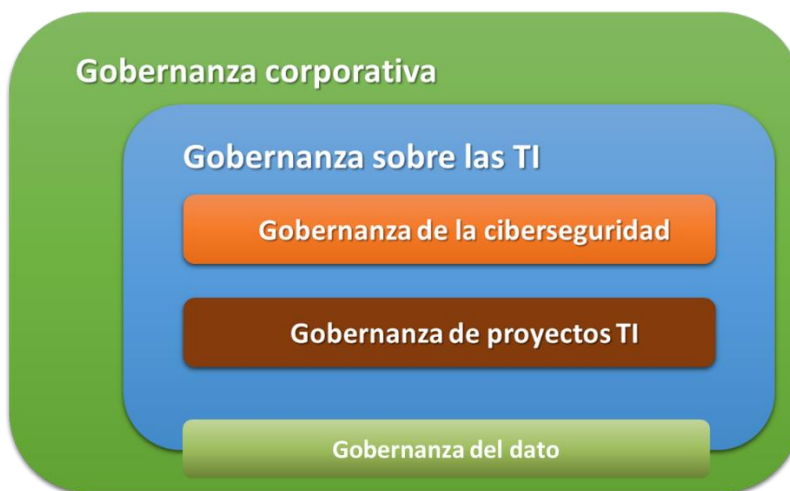 Gobernanza corporativa
Gobernanza sobre las TI
Gobernanza de la ciberseguridad
Gobernanza de proyectos TI
Gobernanza del dato